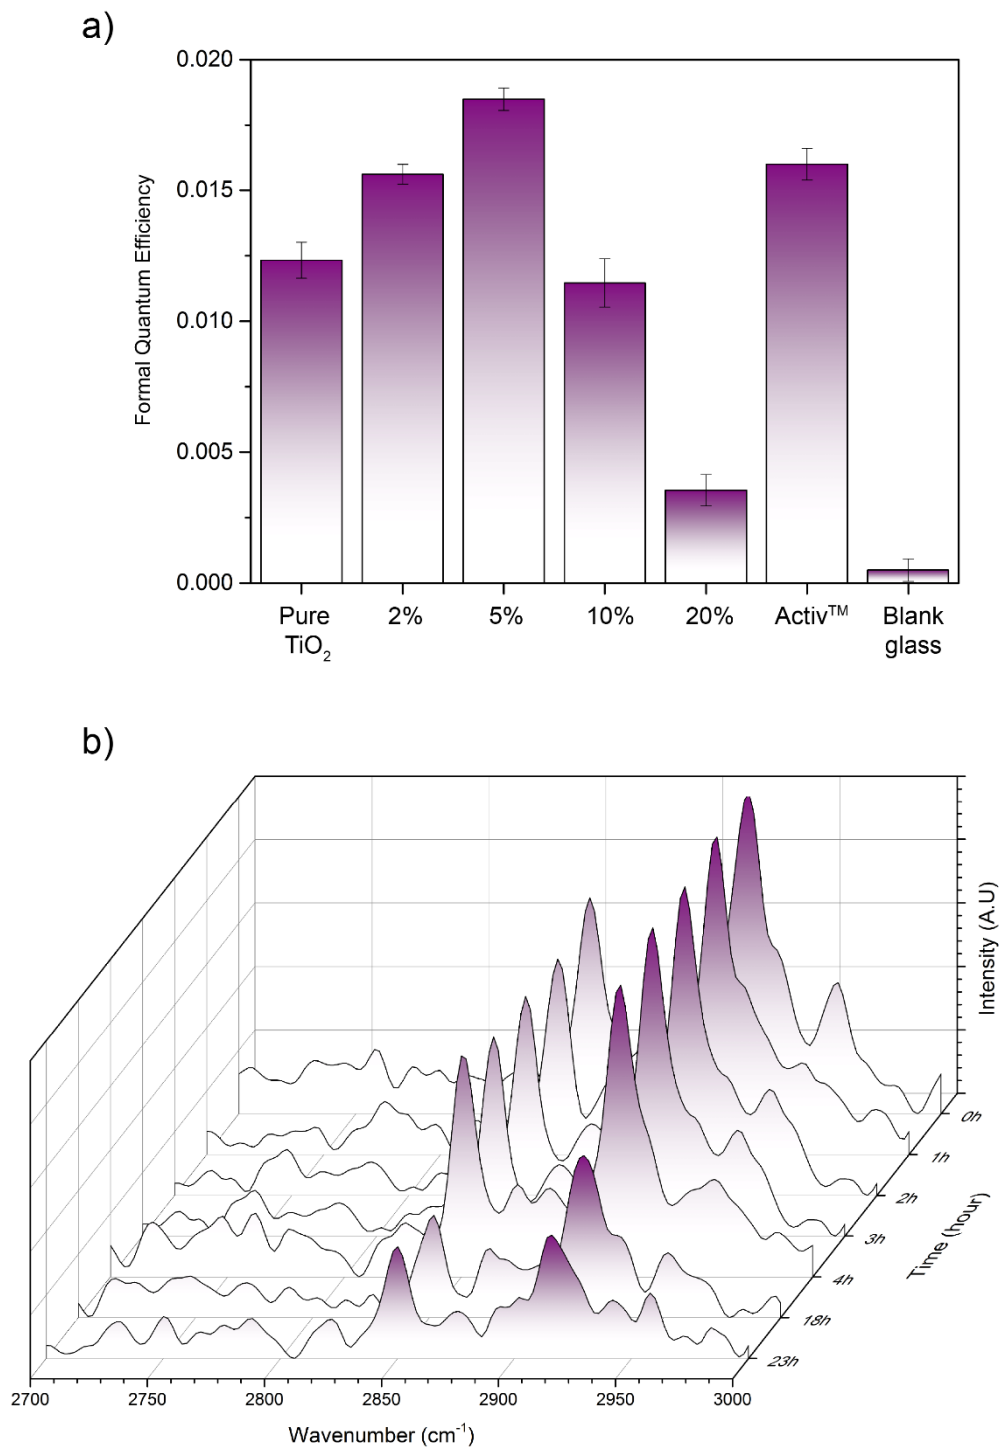 a)
0.020
0.015
0.010
0.005
0.000
Formal Quantum Efficiency
Pure TiO₂
2%
5%
10%
20%
Activ™
Blank glass
b)
Intensity (A.U)
0h
1h
2h
3h
4h
18h
23h
Time (hour)
2700 2750 2800 2850 2900 2950 3000
Wavenumber (cm⁻¹)